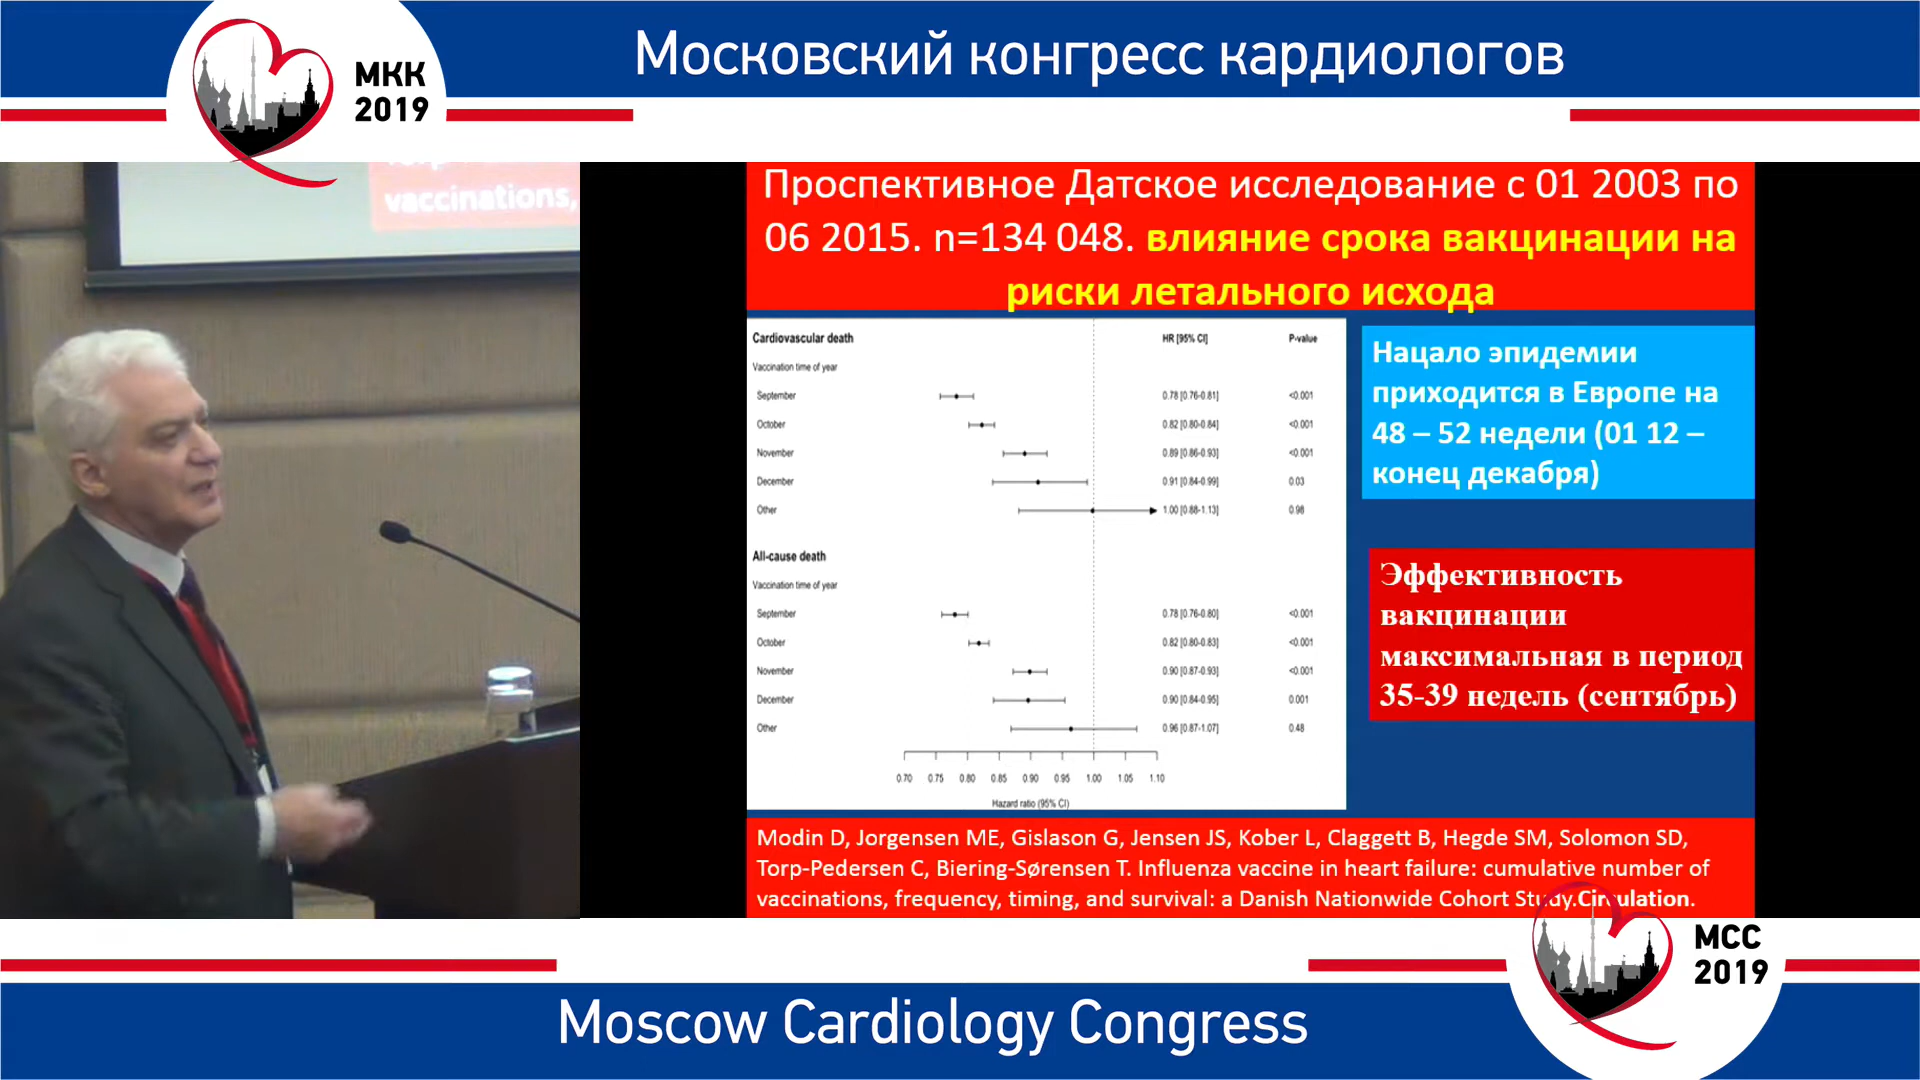 МКК
2019
Московский конгресс кардиологов
vaccinations,
Проспективное Датское исследование с 01 2003 по
06 2015. n=134 048. влияние срока вакцинации на
риски летального исхода
Cardiovascular death HR [95% CI] P-value
Vaccination time of year
September 0.78 [0.76-0.81] <0.001
October 0.82 [0.80-0.84] <0.001
November 0.89 [0.86-0.93] <0.001
December 0.91 [0.84-0.99] 0.03
Other 1.00 [0.88-1.13] 0.98
All-cause death
Vaccination time of year
September 0.78 [0.76-0.80] <0.001
October 0.82 [0.80-0.83] <0.001
November 0.90 [0.87-0.93] <0.001
December 0.90 [0.84-0.95] 0.001
Other 0.96 [0.87-1.07] 0.48
0.70 0.75 0.80 0.85 0.90 0.95 1.00 1.05 1.10
Hazard ratio (95% CI)
Нацало эпидемии
приходится в Европе на
48 – 52 недели (01 12 –
конец декабря)
Эффективность
вакцинации
максимальная в период
35-39 недель (сентябрь)
Modin D, Jorgensen ME, Gislason G, Jensen JS, Kober L, Claggett B, Hegde SM, Solomon SD,
Torp-Pedersen C, Biering-Sørensen T. Influenza vaccine in heart failure: cumulative number of
vaccinations, frequency, timing, and survival: a Danish Nationwide Cohort Study.Circulation.
MCC
2019
Moscow Cardiology Congress